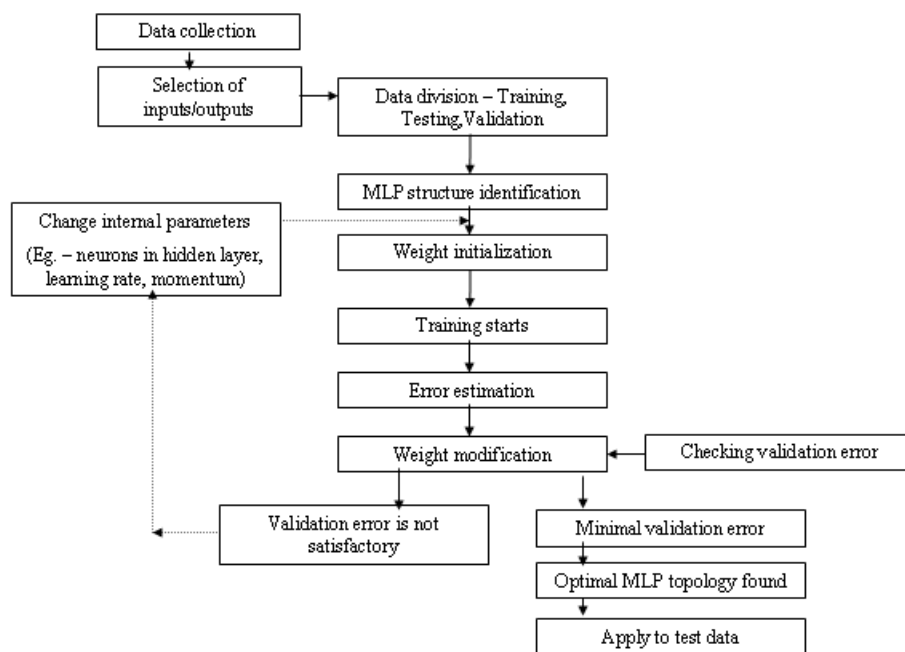 Data collection
Selection of
inputs/outputs
Data division – Training,
Testing,Validation
MLP structure identification
Change internal parameters
(Eg. – neurons in hidden layer,
learning rate, momentum)
Weight initialization
Training starts
Error estimation
Weight modification
Checking validation error
Validation error is not
satisfactory
Minimal validation error
Optimal MLP topology found
Apply to test data